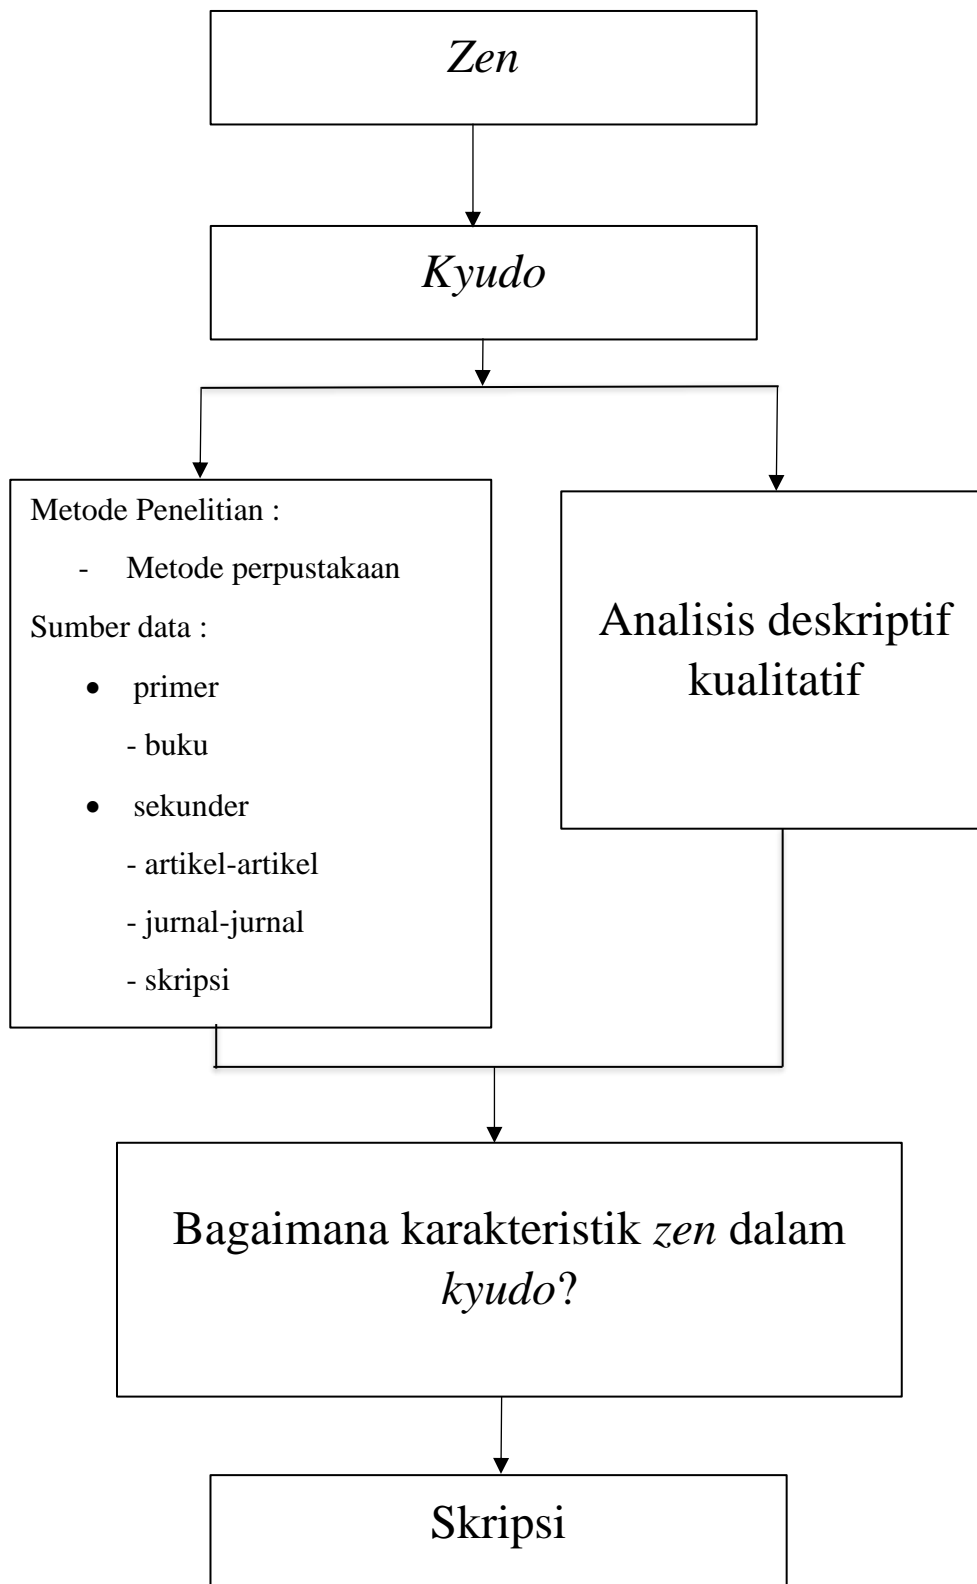 Zen
Kyudo
Metode Penelitian :
- Metode perpustakaan
Sumber data :
• primer
- buku
• sekunder
- artikel-artikel
- jurnal-jurnal
- skripsi
Analisis deskriptif
kualitatif
Bagaimana karakteristik zen dalam
kyudo?
Skripsi